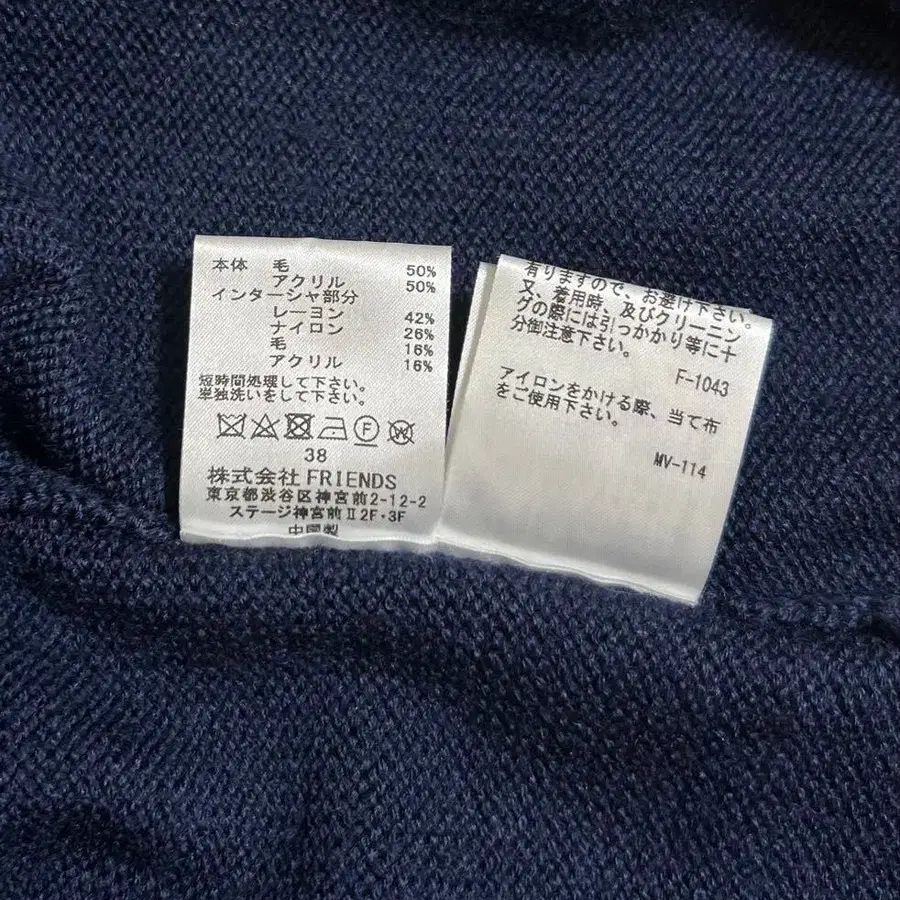 本体 毛 50%
アクリル 50%
インターシャ部分
レーヨン 42%
ナイロン 26%
毛 16%
アクリル 16%
短時間処理して下さい。
単独洗いをして下さい。
F W
38
株式会社 FRIENDS
東京都渋谷区神宮前2-12-2
ステージ神宮前Ⅱ2F・3F
中国製
有りますので、お避け下さい。
又、着用時、及びクリーニン
グの際には引っかかり等に十
分御注意下さい。
F-1043
アイロンをかける際、当て布
をご使用下さい。
MV-114